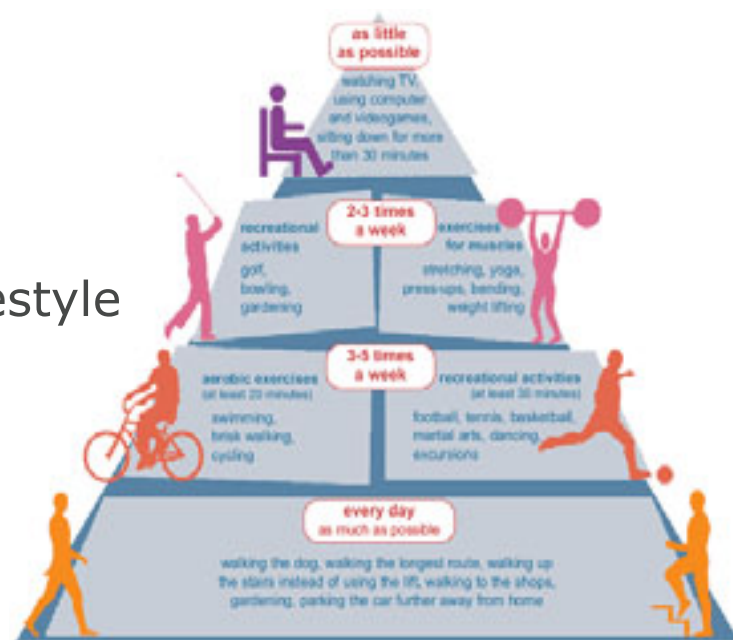 as little
as possible
watching TV,
using computer
and videogames,
sitting down for more
than 30 minutes
2-3 times
a week
recreational
activities
golf,
bowling,
gardening
exercises
for muscles
stretching, yoga,
press-ups, bending,
weight lifting
estyle
3-5 times
a week
aerobic exercises
(at least 20 minutes)
swimming,
brisk walking,
cycling
recreational activities
(at least 30 minutes)
football, tennis, basketball,
martial arts, dancing,
excursions
every day
as much as possible
walking the dog, walking the longest route, walking up
the stairs instead of using the lift, walking to the shops,
gardening, parking the car further away from home